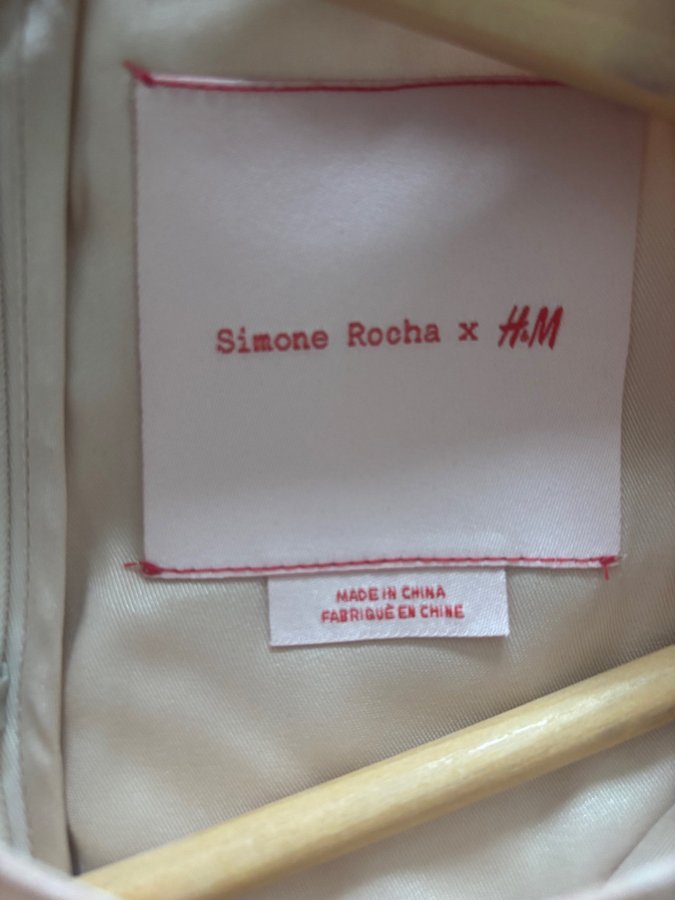 Simone Rocha x H&M
MADE IN CHINA
FABRIQUÉ EN CHINE